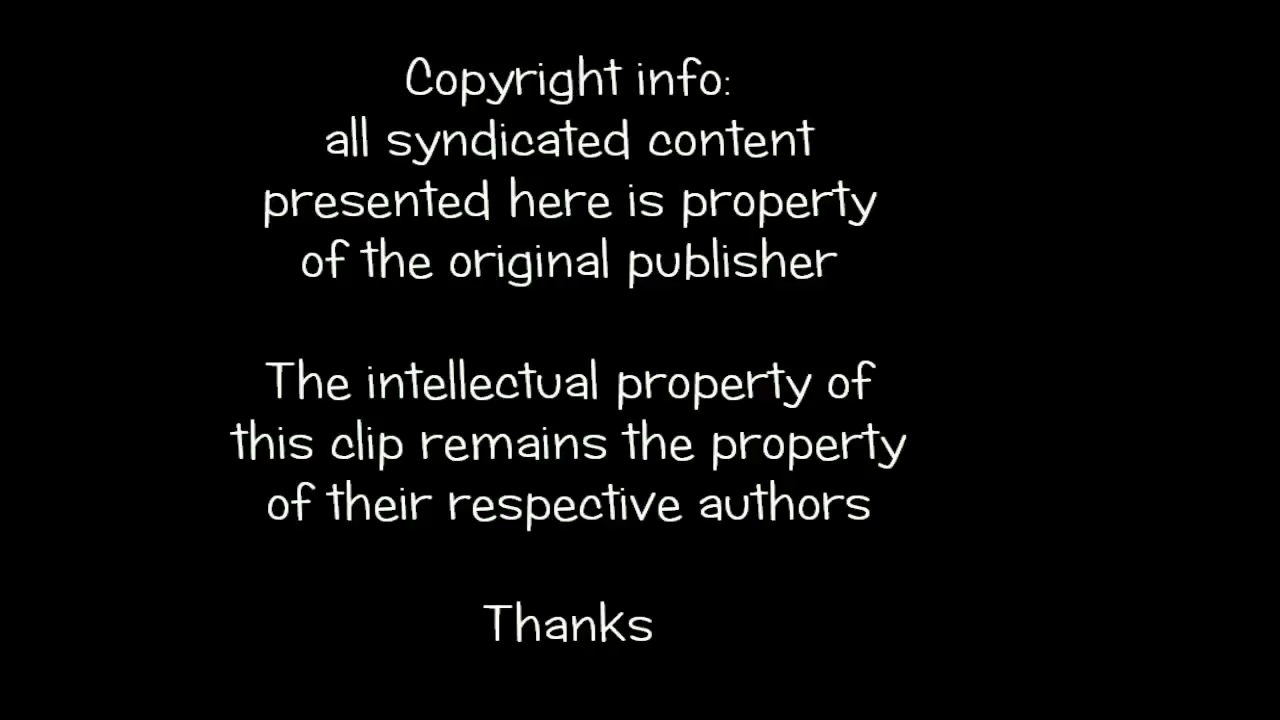 Copyright info:
all syndicated content
presented here is property
of the original publisher
The intellectual property of
this clip remains the property
of their respective authors
Thanks